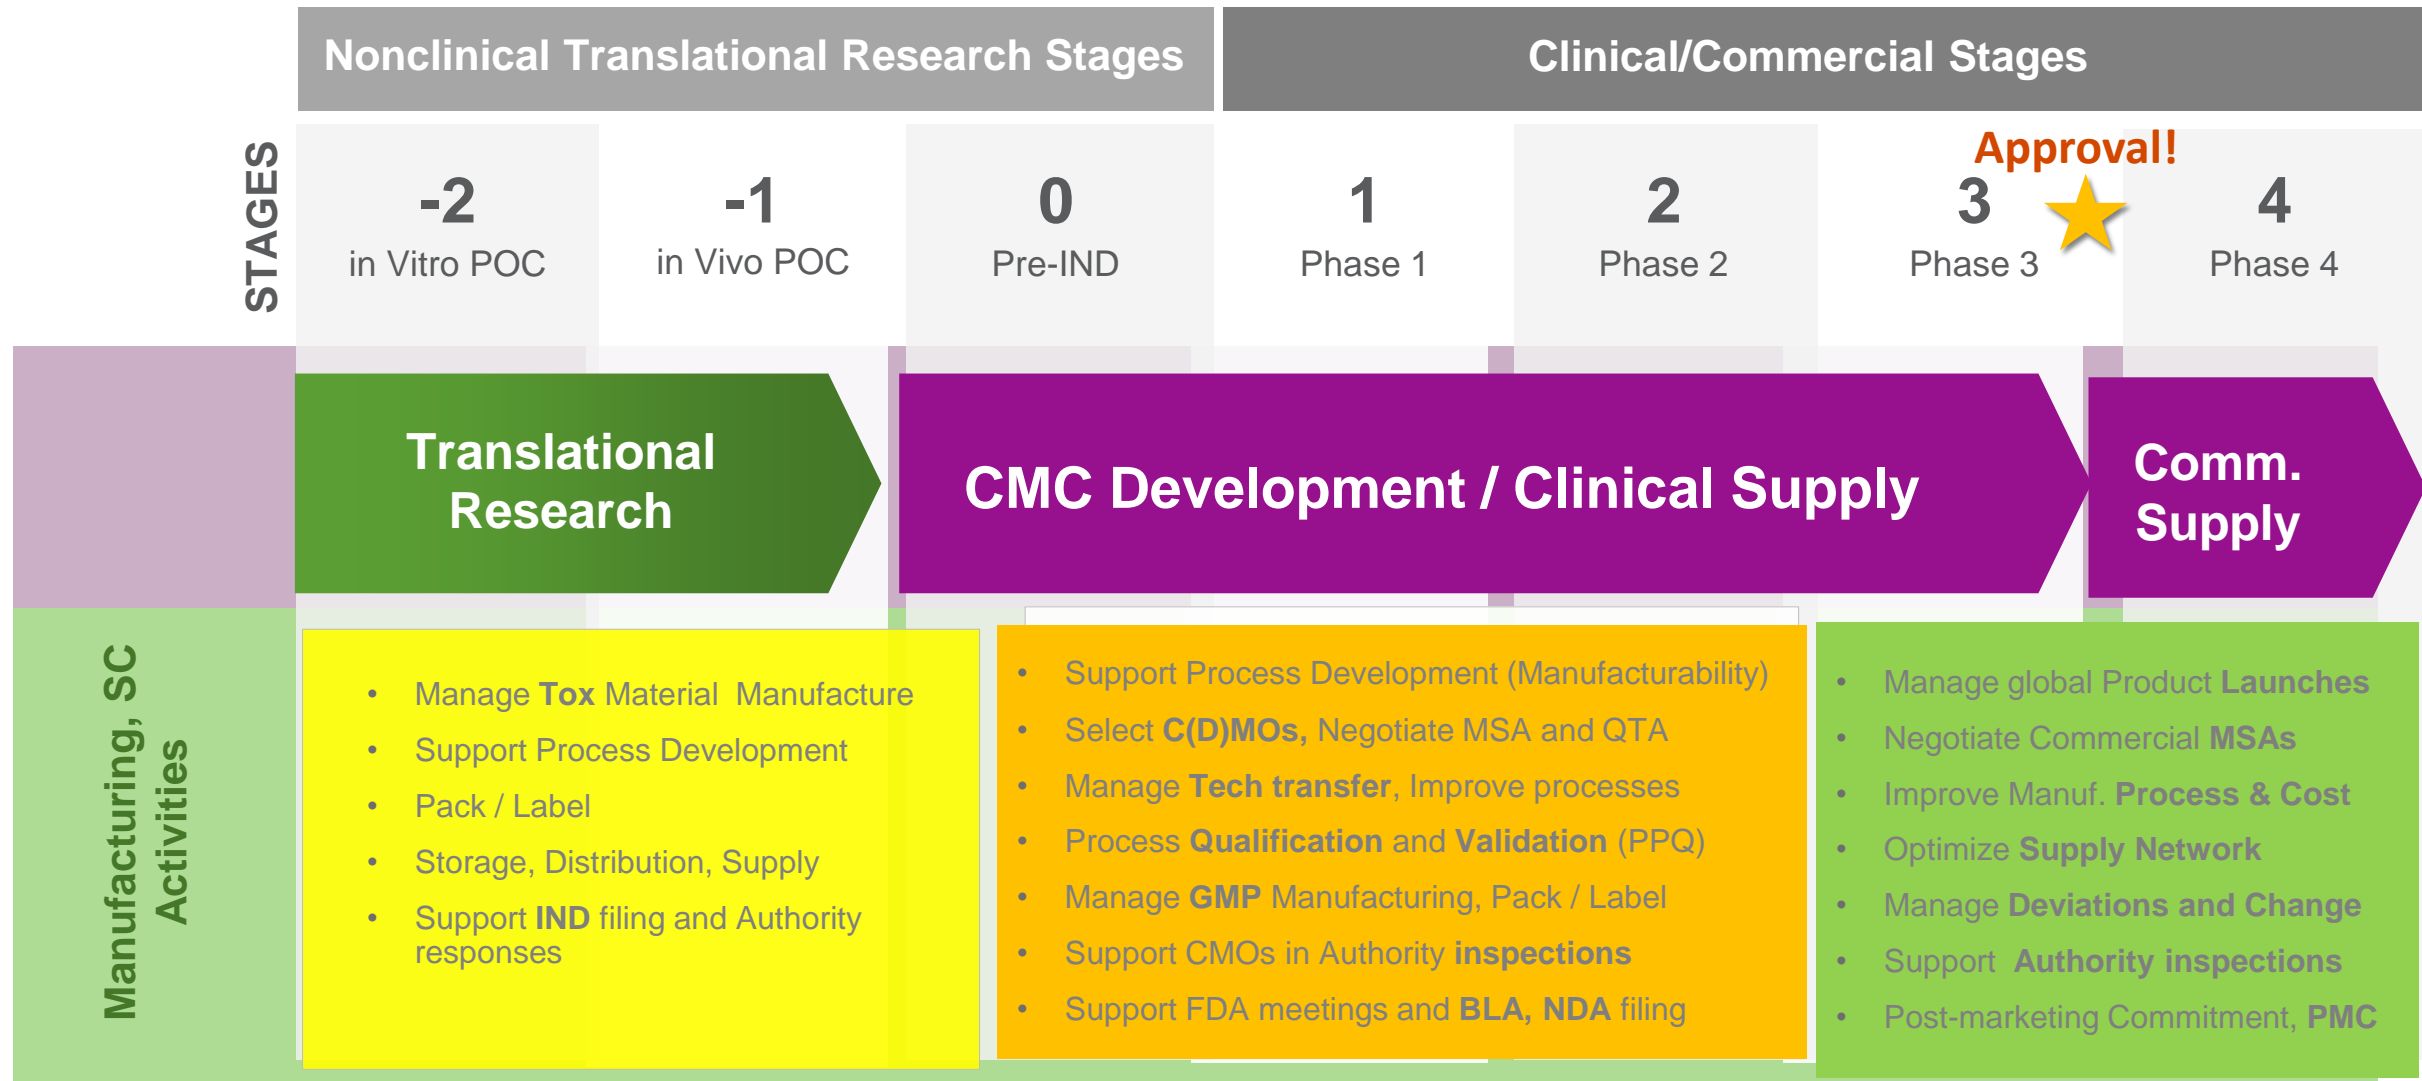 Nonclinical Translational Research Stages
Clinical/Commercial Stages
STAGES
-2
in Vitro POC
-1
in Vivo POC
0
Pre-IND
1
Phase 1
2
Phase 2
3
Phase 3
Approval!
4
Phase 4
Translational
Research
CMC Development / Clinical Supply
Comm.
Supply
Manufacturing, SC
Activities
• Manage Tox Material Manufacture
• Support Process Development
• Pack / Label
• Storage, Distribution, Supply
• Support IND filing and Authority
responses
• Support Process Development (Manufacturability)
• Select C(D)MOs, Negotiate MSA and QTA
• Manage Tech transfer, Improve processes
• Process Qualification and Validation (PPQ)
• Manage GMP Manufacturing, Pack / Label
• Support CMOs in Authority inspections
• Support FDA meetings and BLA, NDA filing
• Manage global Product Launches
• Negotiate Commercial MSAs
• Improve Manuf. Process & Cost
• Optimize Supply Network
• Manage Deviations and Change
• Support Authority inspections
• Post-marketing Commitment, PMC